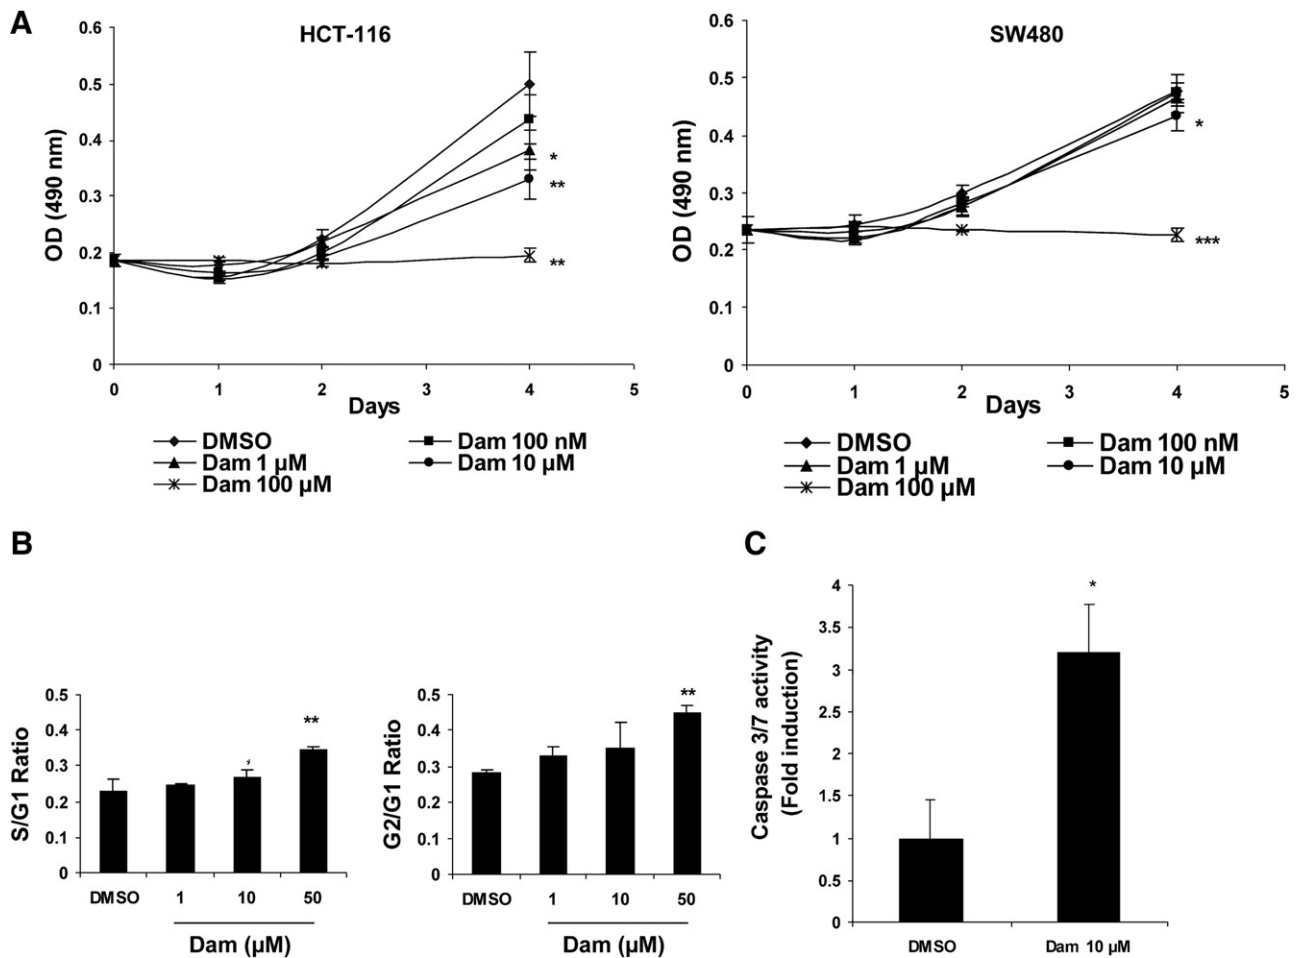 A
HCT-116
OD (490 nm)
0.6
0.5
0.4
0.3
0.2
0.1
0
*
**
**
0 1 2 3 4 5
Days
DMSO Dam 100 nM
Dam 1 µM Dam 10 µM
Dam 100 µM
SW480
OD (490 nm)
0.6
0.5
0.4
0.3
0.2
0.1
0
*
***
0 1 2 3 4 5
Days
DMSO Dam 100 nM
Dam 1 µM Dam 10 µM
Dam 100 µM
B
S/G1 Ratio
0.5
0.4
0.3
0.2
0.1
0
**
DMSO 1 10 50
Dam (µM)
G2/G1 Ratio
0.5
0.4
0.3
0.2
0.1
0
**
DMSO 1 10 50
Dam (µM)
C
Caspase 3/7 activity
(Fold induction)
4
3.5
3
2.5
2
1.5
1
0.5
0
*
DMSO Dam 10 µM